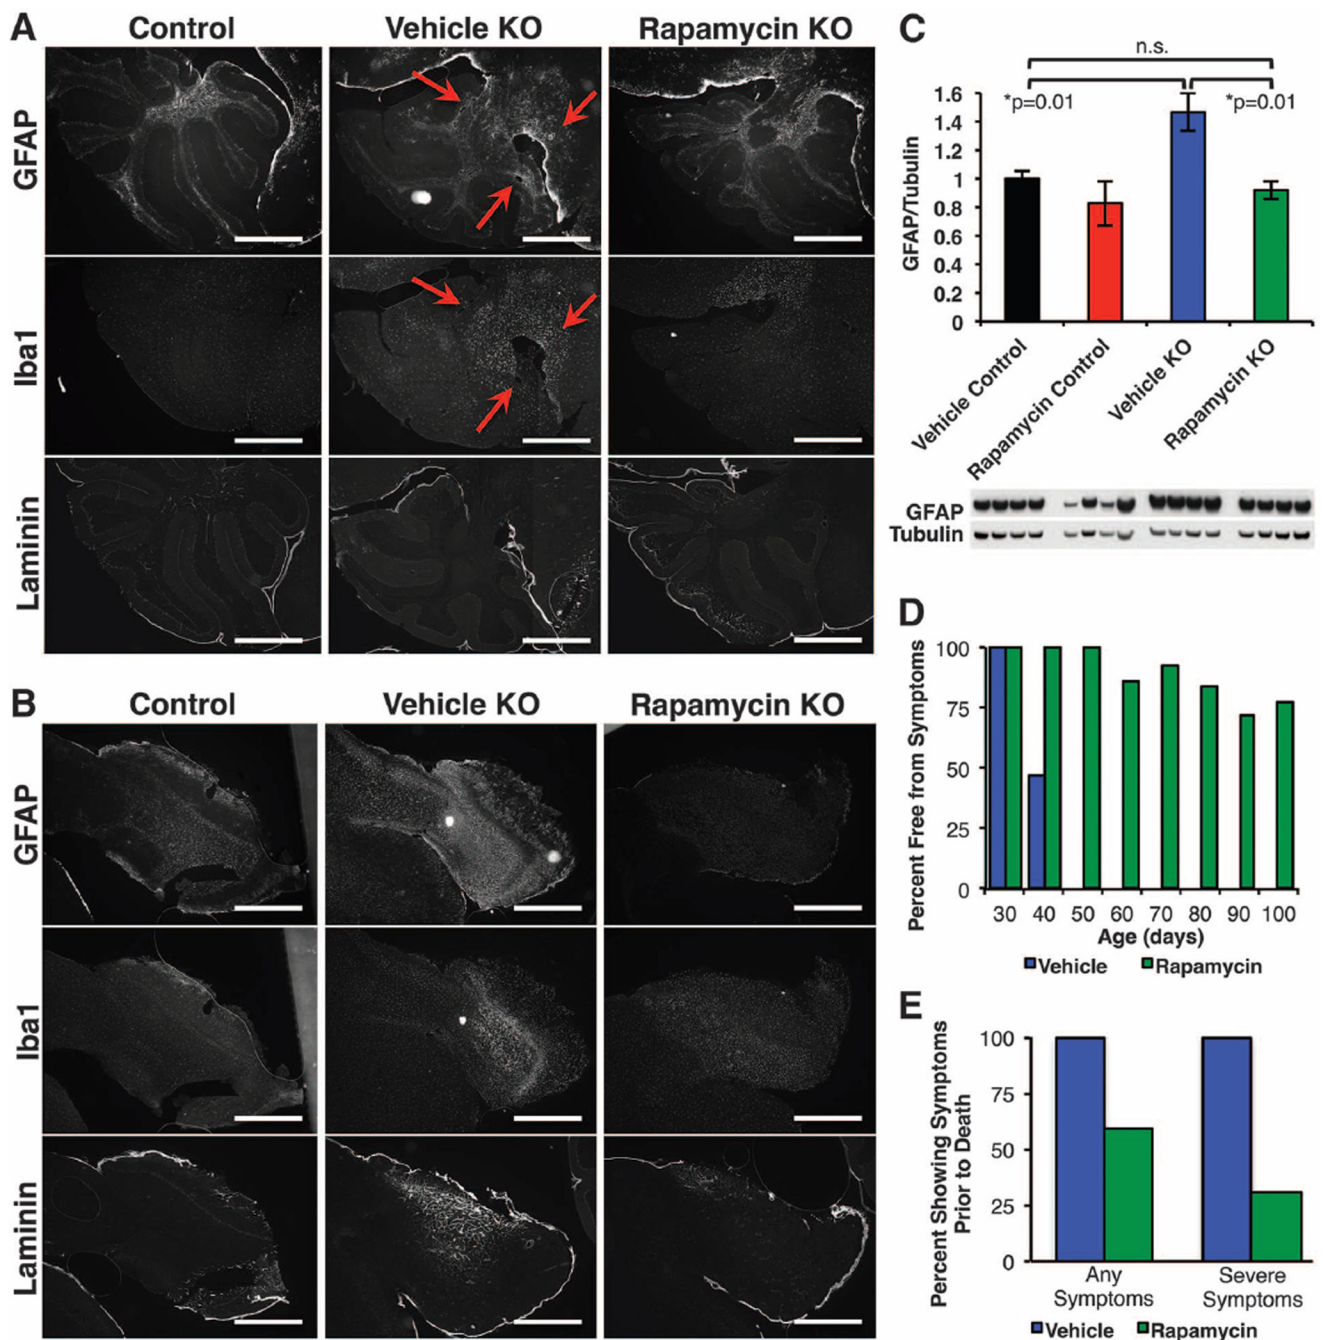 A
Control
Vehicle KO
Rapamycin KO
GFAP
Iba1
Laminin
B
Control
Vehicle KO
Rapamycin KO
GFAP
Iba1
Laminin
C
n.s.
*p=0.01
*p=0.01
GFAP/Tubulin
1.6
1.4
1.2
1
0.8
0.6
0.4
0.2
0
Vehicle Control
Rapamycin Control
Vehicle KO
Rapamycin KO
GFAP
Tubulin
D
Percent Free from Symptoms
100
75
50
25
0
30 40 50 60 70 80 90 100
Age (days)
Vehicle Rapamycin
E
Percent Showing Symptoms
Prior to Death
100
75
50
25
0
Any
Symptoms
Severe
Symptoms
Vehicle Rapamycin